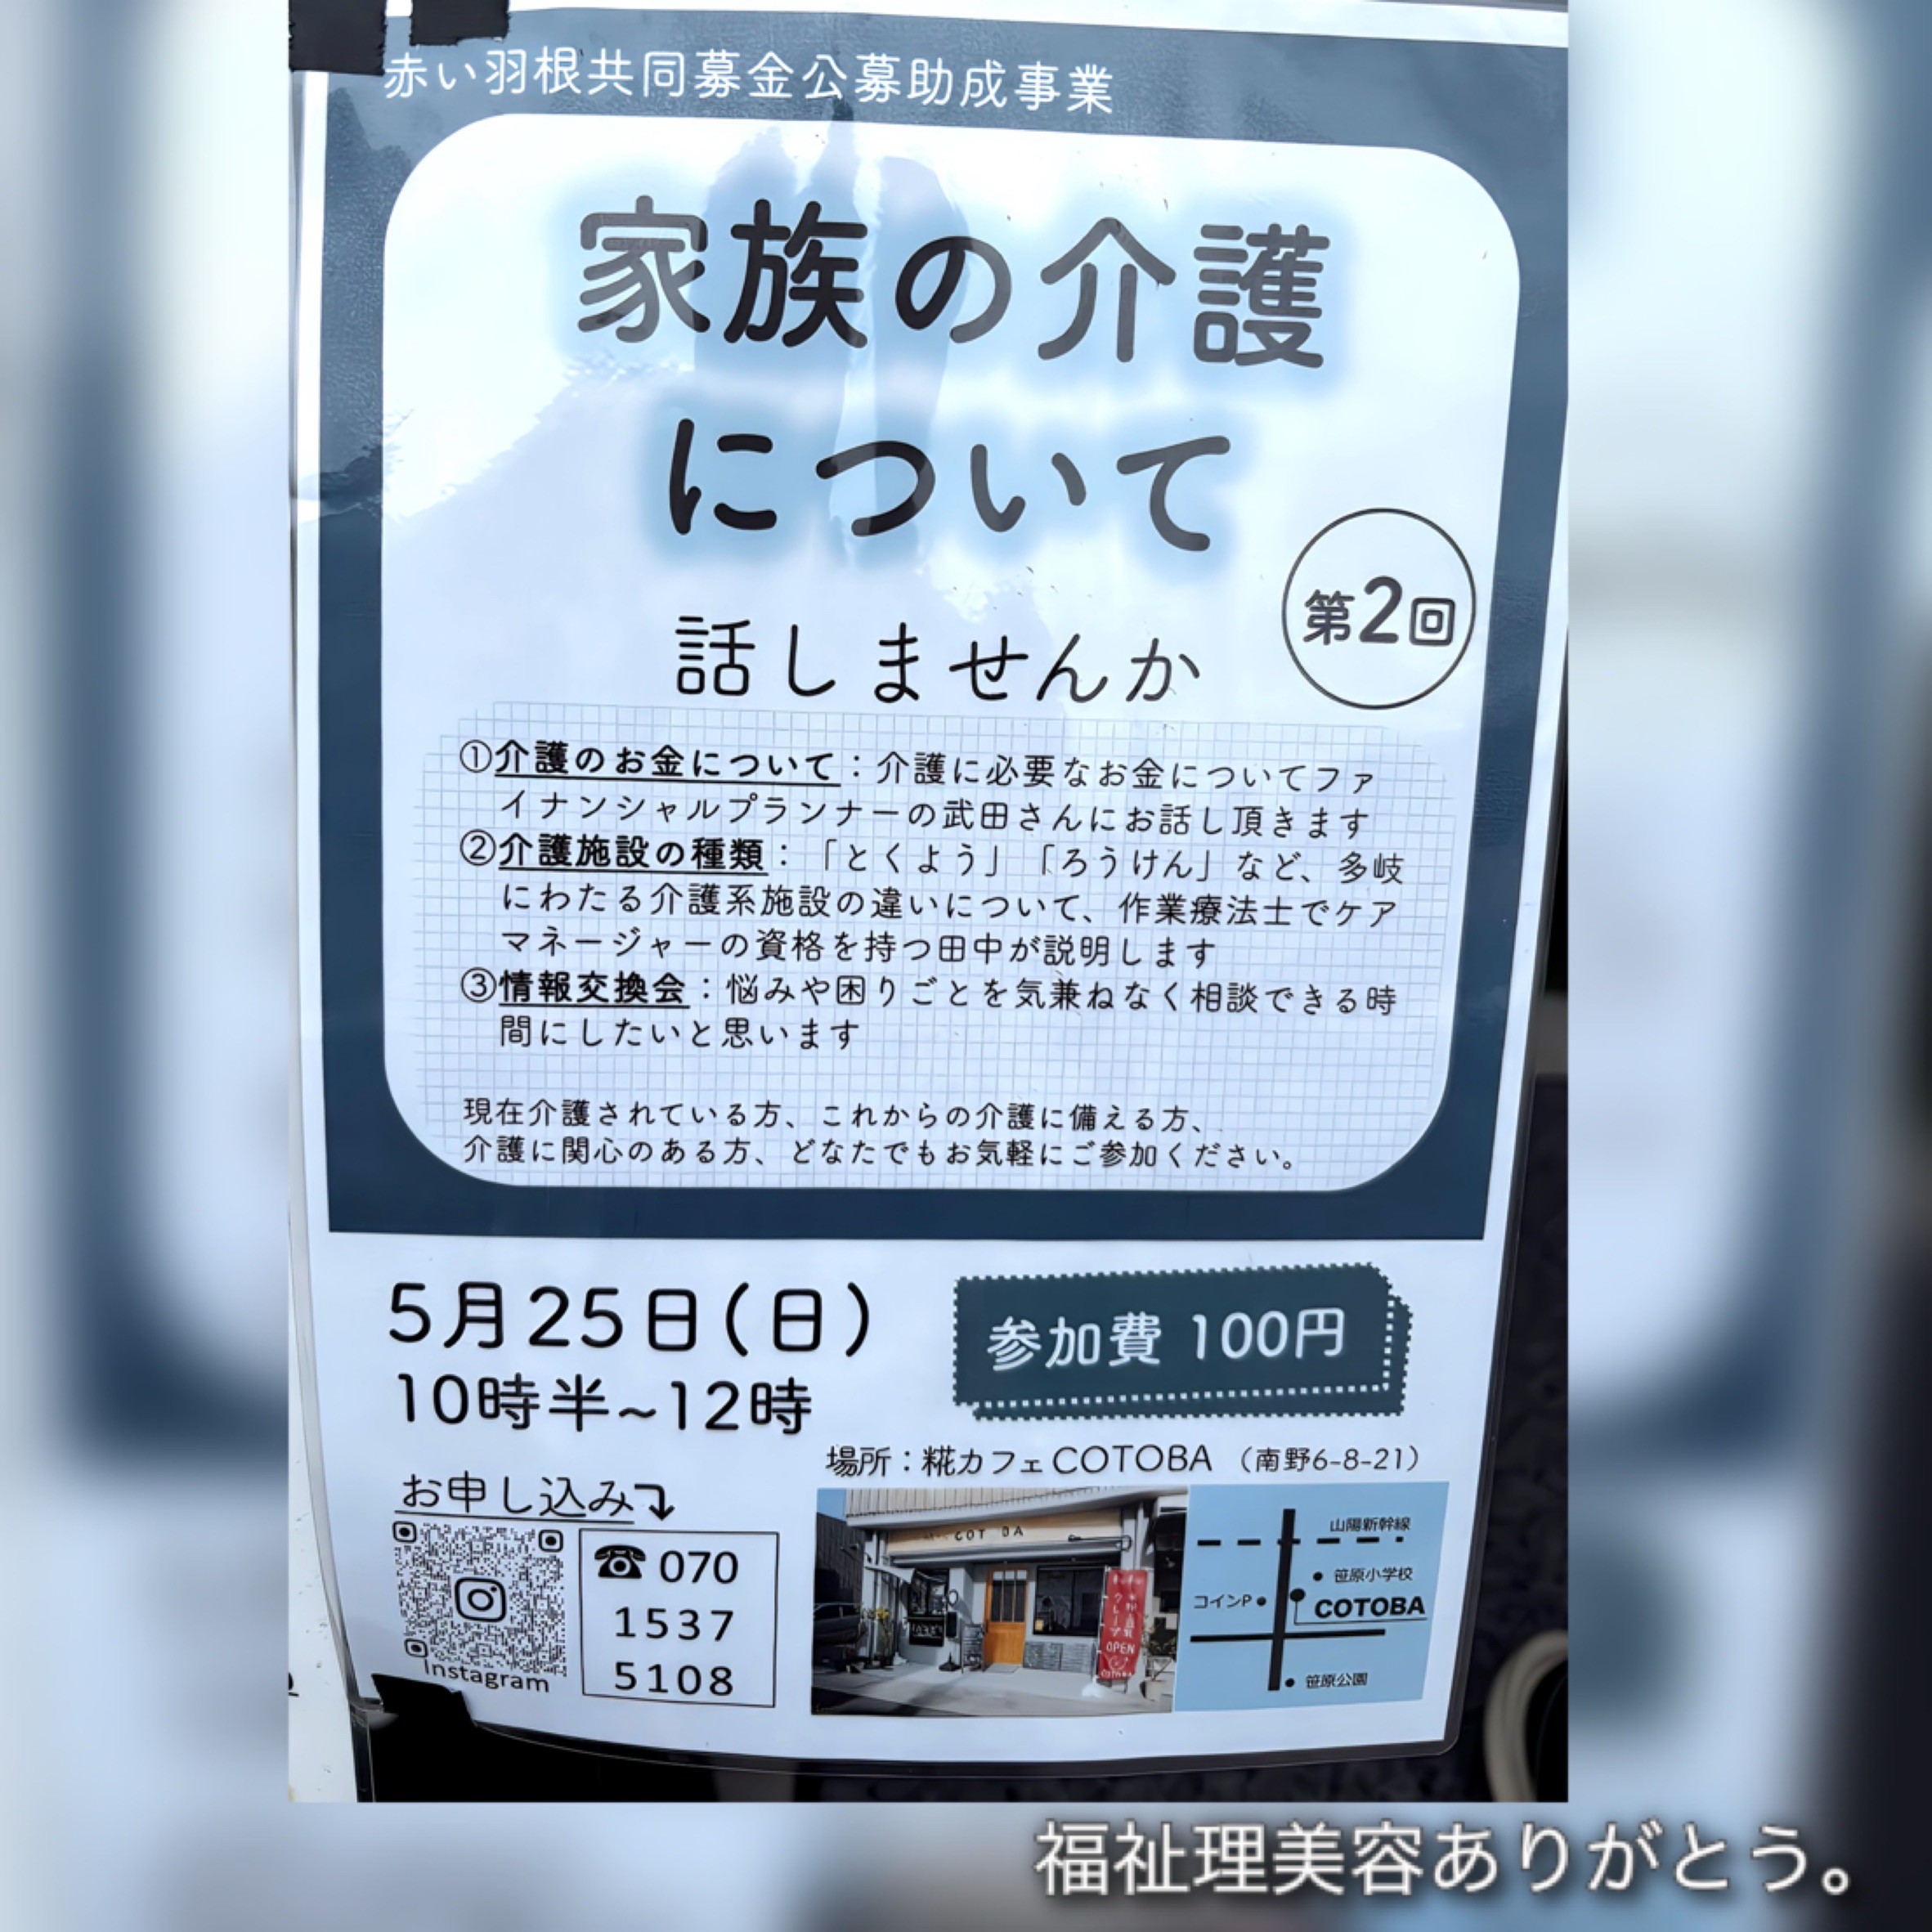 赤い羽根共同募金公募助成事業
家族の介護
について
話しませんか
第2回
①介護のお金について：介護に必要なお金についてファ
イナンシャルプランナーの武田さんにお話し頂きます
②介護施設の種類：「とくよう」「ろうけん」など、多岐
にわたる介護系施設の違いについて、作業療法士でケア
マネージャーの資格を持つ田中が説明します
③情報交換会：悩みや困りごとを気兼ねなく相談できる時
間にしたいと思います
現在介護されている方、これからの介護に備える方、
介護に関心のある方、どなたでもお気軽にご参加ください。
5月25日(日)
10時半~12時
参加費 100円
場所：糀カフェCOTOBA（南野6-8-21）
お申し込み
☎070
1537
5108
Instagram
COT BA
OPEN
山陽新幹線
笹原小学校
コインP
COTOBA
笹原公園
福祉理美容ありがとう。